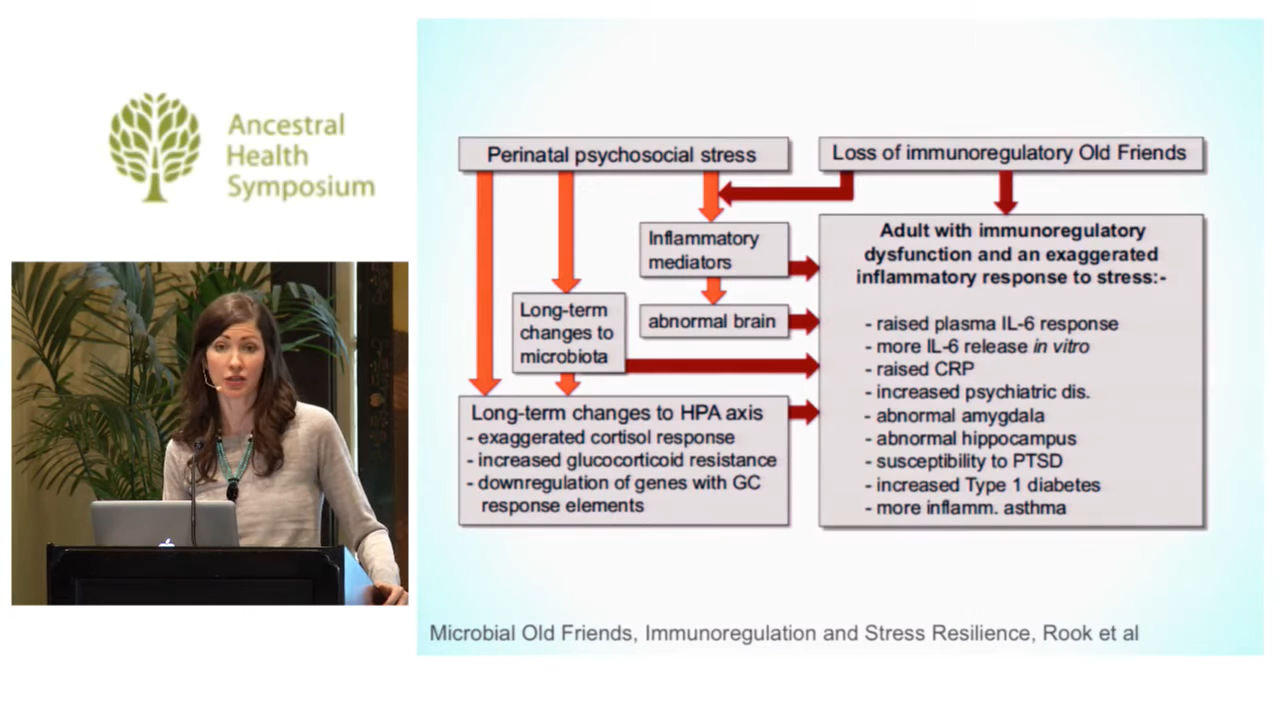 Ancestral
Health
Symposium
Perinatal psychosocial stress
Loss of immunoregulatory Old Friends
Inflammatory
mediators
abnormal brain
Long-term
changes to
microbiota
Long-term changes to HPA axis
- exaggerated cortisol response
- increased glucocorticoid resistance
- downregulation of genes with GC
response elements
Adult with immunoregulatory
dysfunction and an exaggerated
inflammatory response to stress:-
- raised plasma IL-6 response
- more IL-6 release in vitro
- raised CRP
- increased psychiatric dis.
- abnormal amygdala
- abnormal hippocampus
- susceptibility to PTSD
- increased Type 1 diabetes
- more inflamm. asthma
Microbial Old Friends, Immunoregulation and Stress Resilience, Rook et al